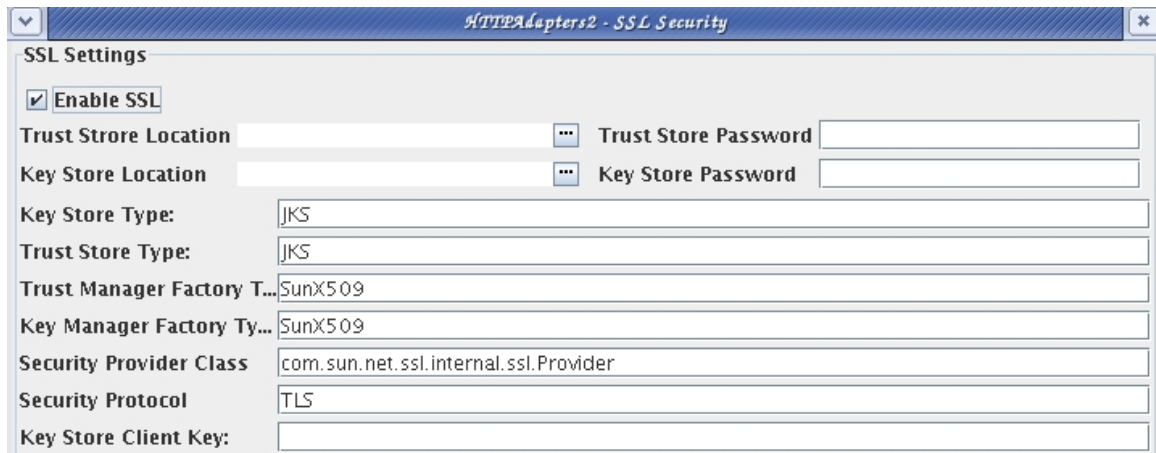 HTTPAdapters2 - SSL Security
SSL Settings
Enable SSL
Trust Strore Location ... Trust Store Password
Key Store Location ... Key Store Password
Key Store Type: JKS
Trust Store Type: JKS
Trust Manager Factory T... SunX509
Key Manager Factory Ty... SunX509
Security Provider Class com.sun.net.ssl.internal.ssl.Provider
Security Protocol TLS
Key Store Client Key: